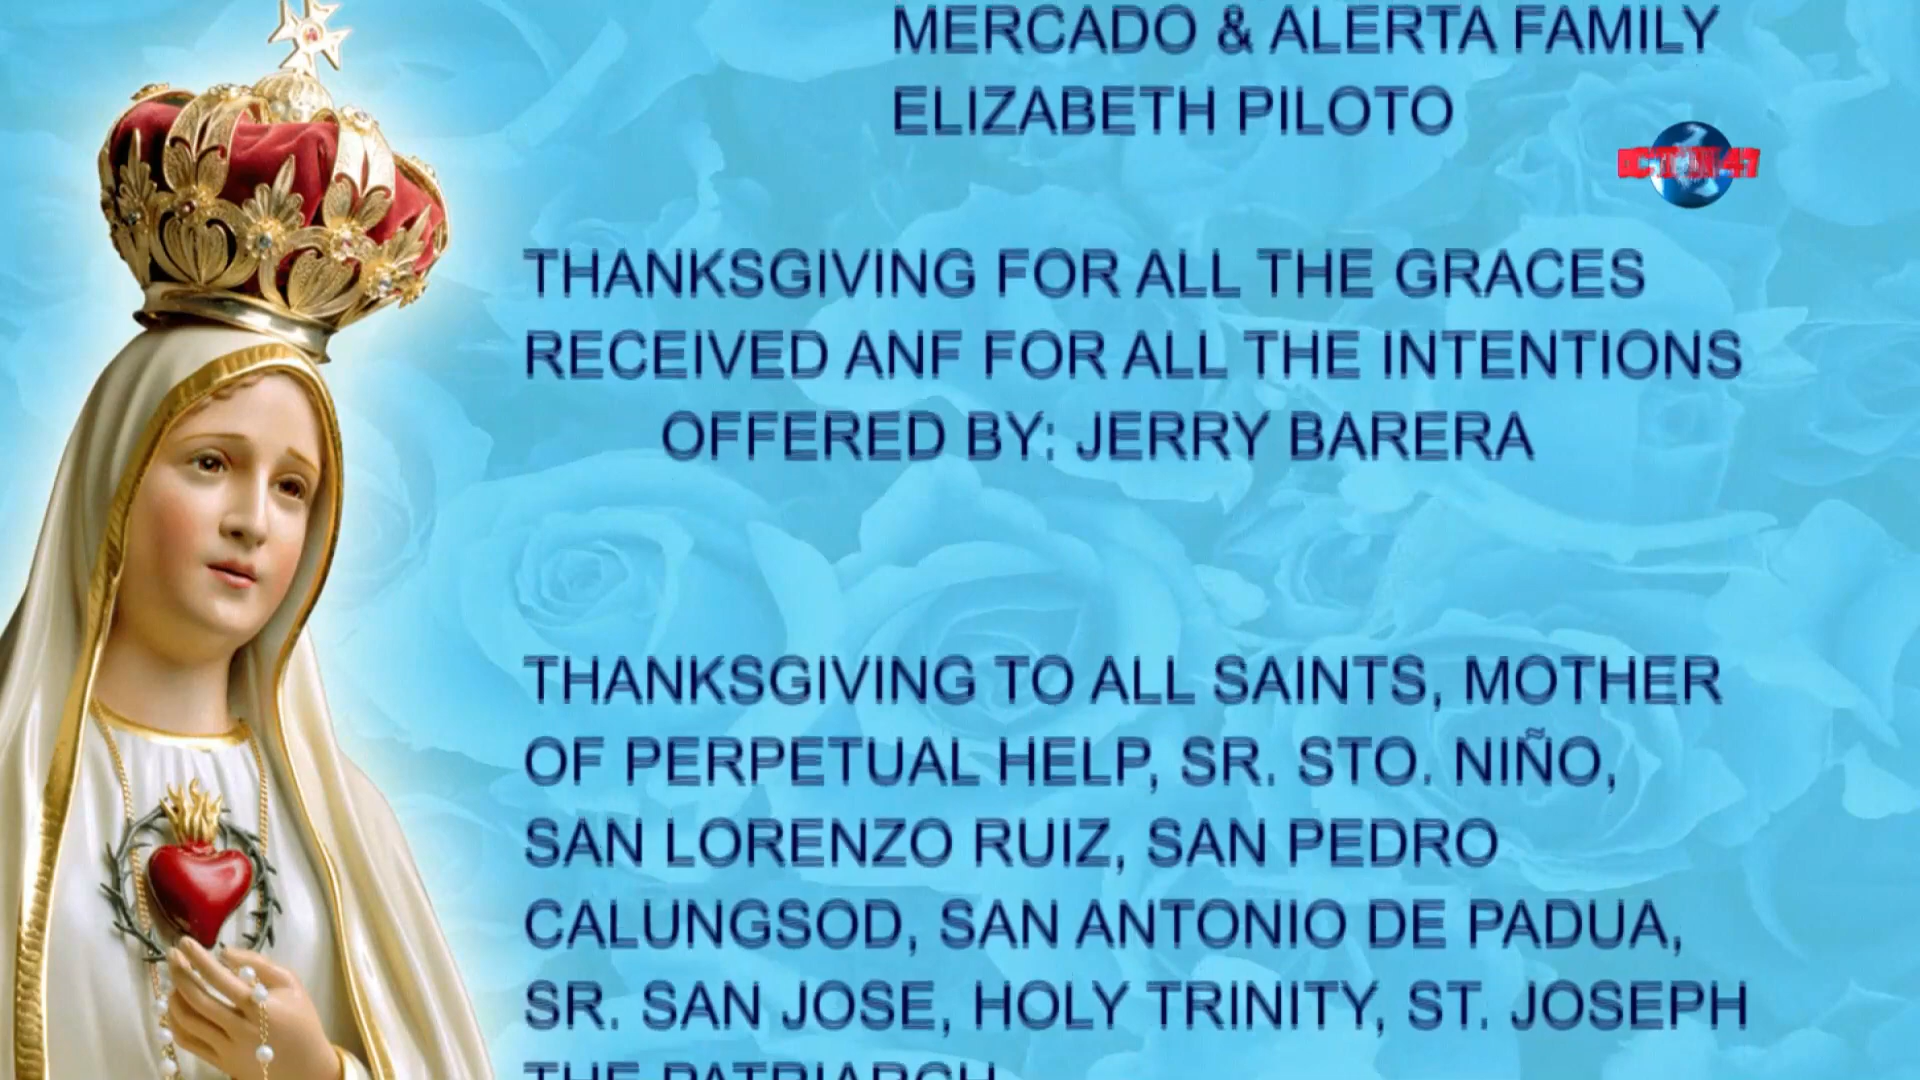 MERCADO & ALERTA FAMILY
ELIZABETH PILOTO
THANKSGIVING FOR ALL THE GRACES
RECEIVED ANF FOR ALL THE INTENTIONS
OFFERED BY: JERRY BARERA
THANKSGIVING TO ALL SAINTS, MOTHER
OF PERPETUAL HELP, SR. STO. NIÑO,
SAN LORENZO RUIZ, SAN PEDRO
CALUNGSOD, SAN ANTONIO DE PADUA,
SR. SAN JOSE, HOLY TRINITY, ST. JOSEPH
THE PATRIARCH